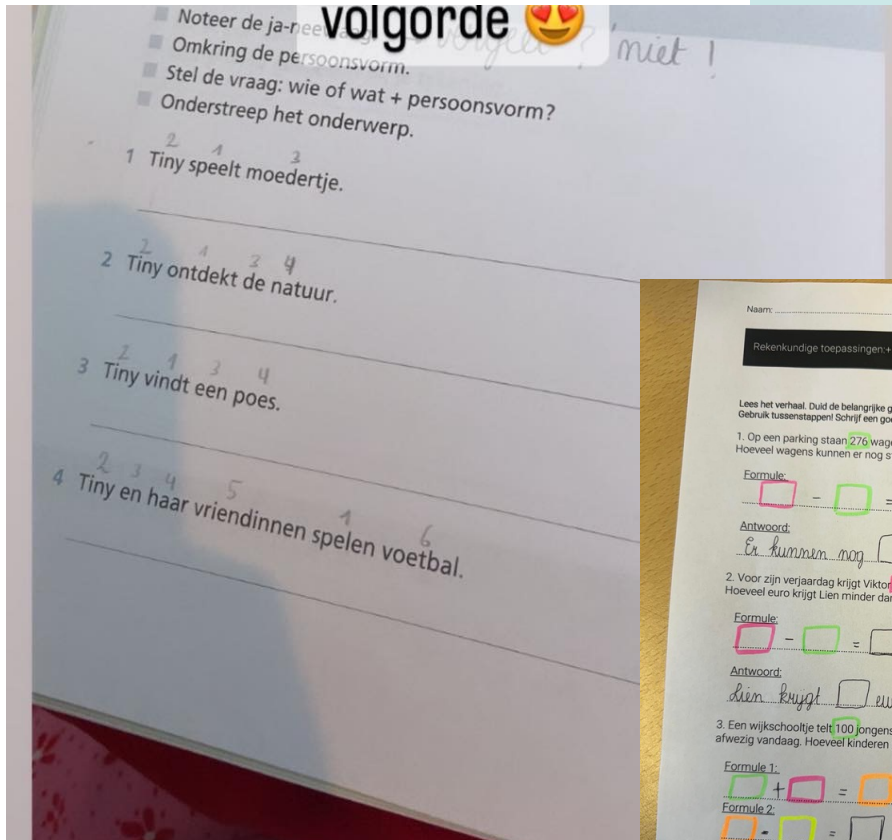 volgorde 😍
Noteer de ja-nee
? niet !
Omkring de persoonsvorm.
Stel de vraag: wie of wat + persoonsvorm?
Onderstreep het onderwerp.
2 1 3
1 Tiny speelt moedertje.
2 1 3 4
2 Tiny ontdekt de natuur.
2 1 3 4
3 Tiny vindt een poes.
2 3 4 5 1 6
4 Tiny en haar vriendinnen spelen voetbal.
Naam:
Rekenkundige toepassingen:+
Lees het verhaal. Duid de belangrijke g
Gebruik tussenstappen! Schrijf een go
1. Op een parking staan 276 wag
Hoeveel wagens kunnen er nog s
Formule:
- =
Antwoord:
Er kunnen nog
2. Voor zijn verjaardag krijgt Viktor
Hoeveel euro krijgt Lien minder da
Formule:
- =
Antwoord:
Lien krijgt eu
3. Een wijkschooltje telt 100 jongens
afwezig vandaag. Hoeveel kinderen
Formule 1:
+ =
Formule 2:
- =